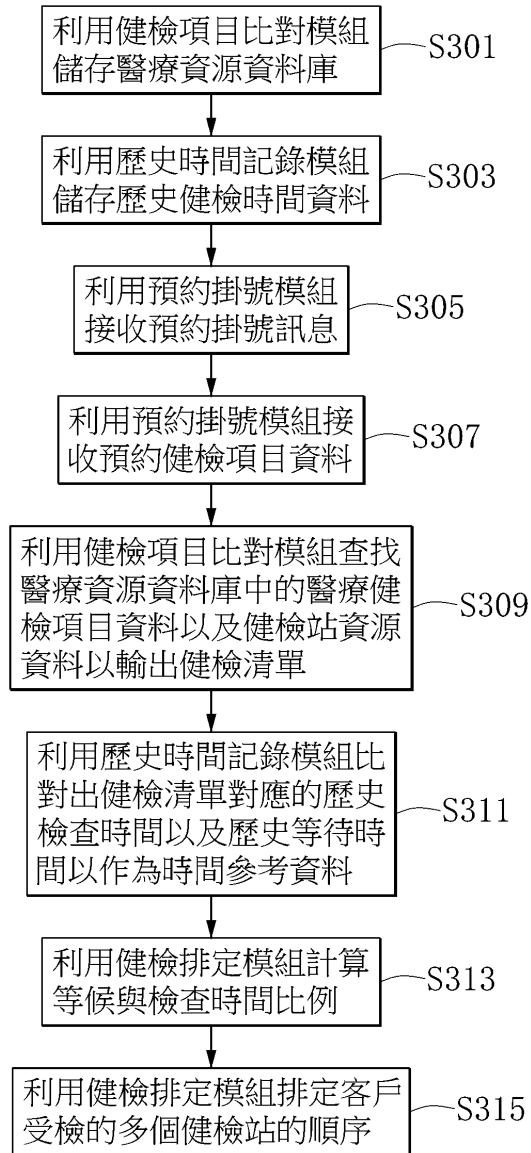 利用健檢項目比對模組
儲存醫療資源資料庫
S301
利用歷史時間記錄模組
儲存歷史健檢時間資料
S303
利用預約掛號模組
接收預約掛號訊息
S305
利用預約掛號模組接
收預約健檢項目資料
S307
利用健檢項目比對模組查找
醫療資源資料庫中的醫療健
檢項目資料以及健檢站資源
資料以輸出健檢清單
S309
利用歷史時間記錄模組比
對出健檢清單對應的歷史
檢查時間以及歷史等待時
間以作為時間參考資料
S311
利用健檢排定模組計算
等候與檢查時間比例
S313
利用健檢排定模組排定客戶
受檢的多個健檢站的順序
S315